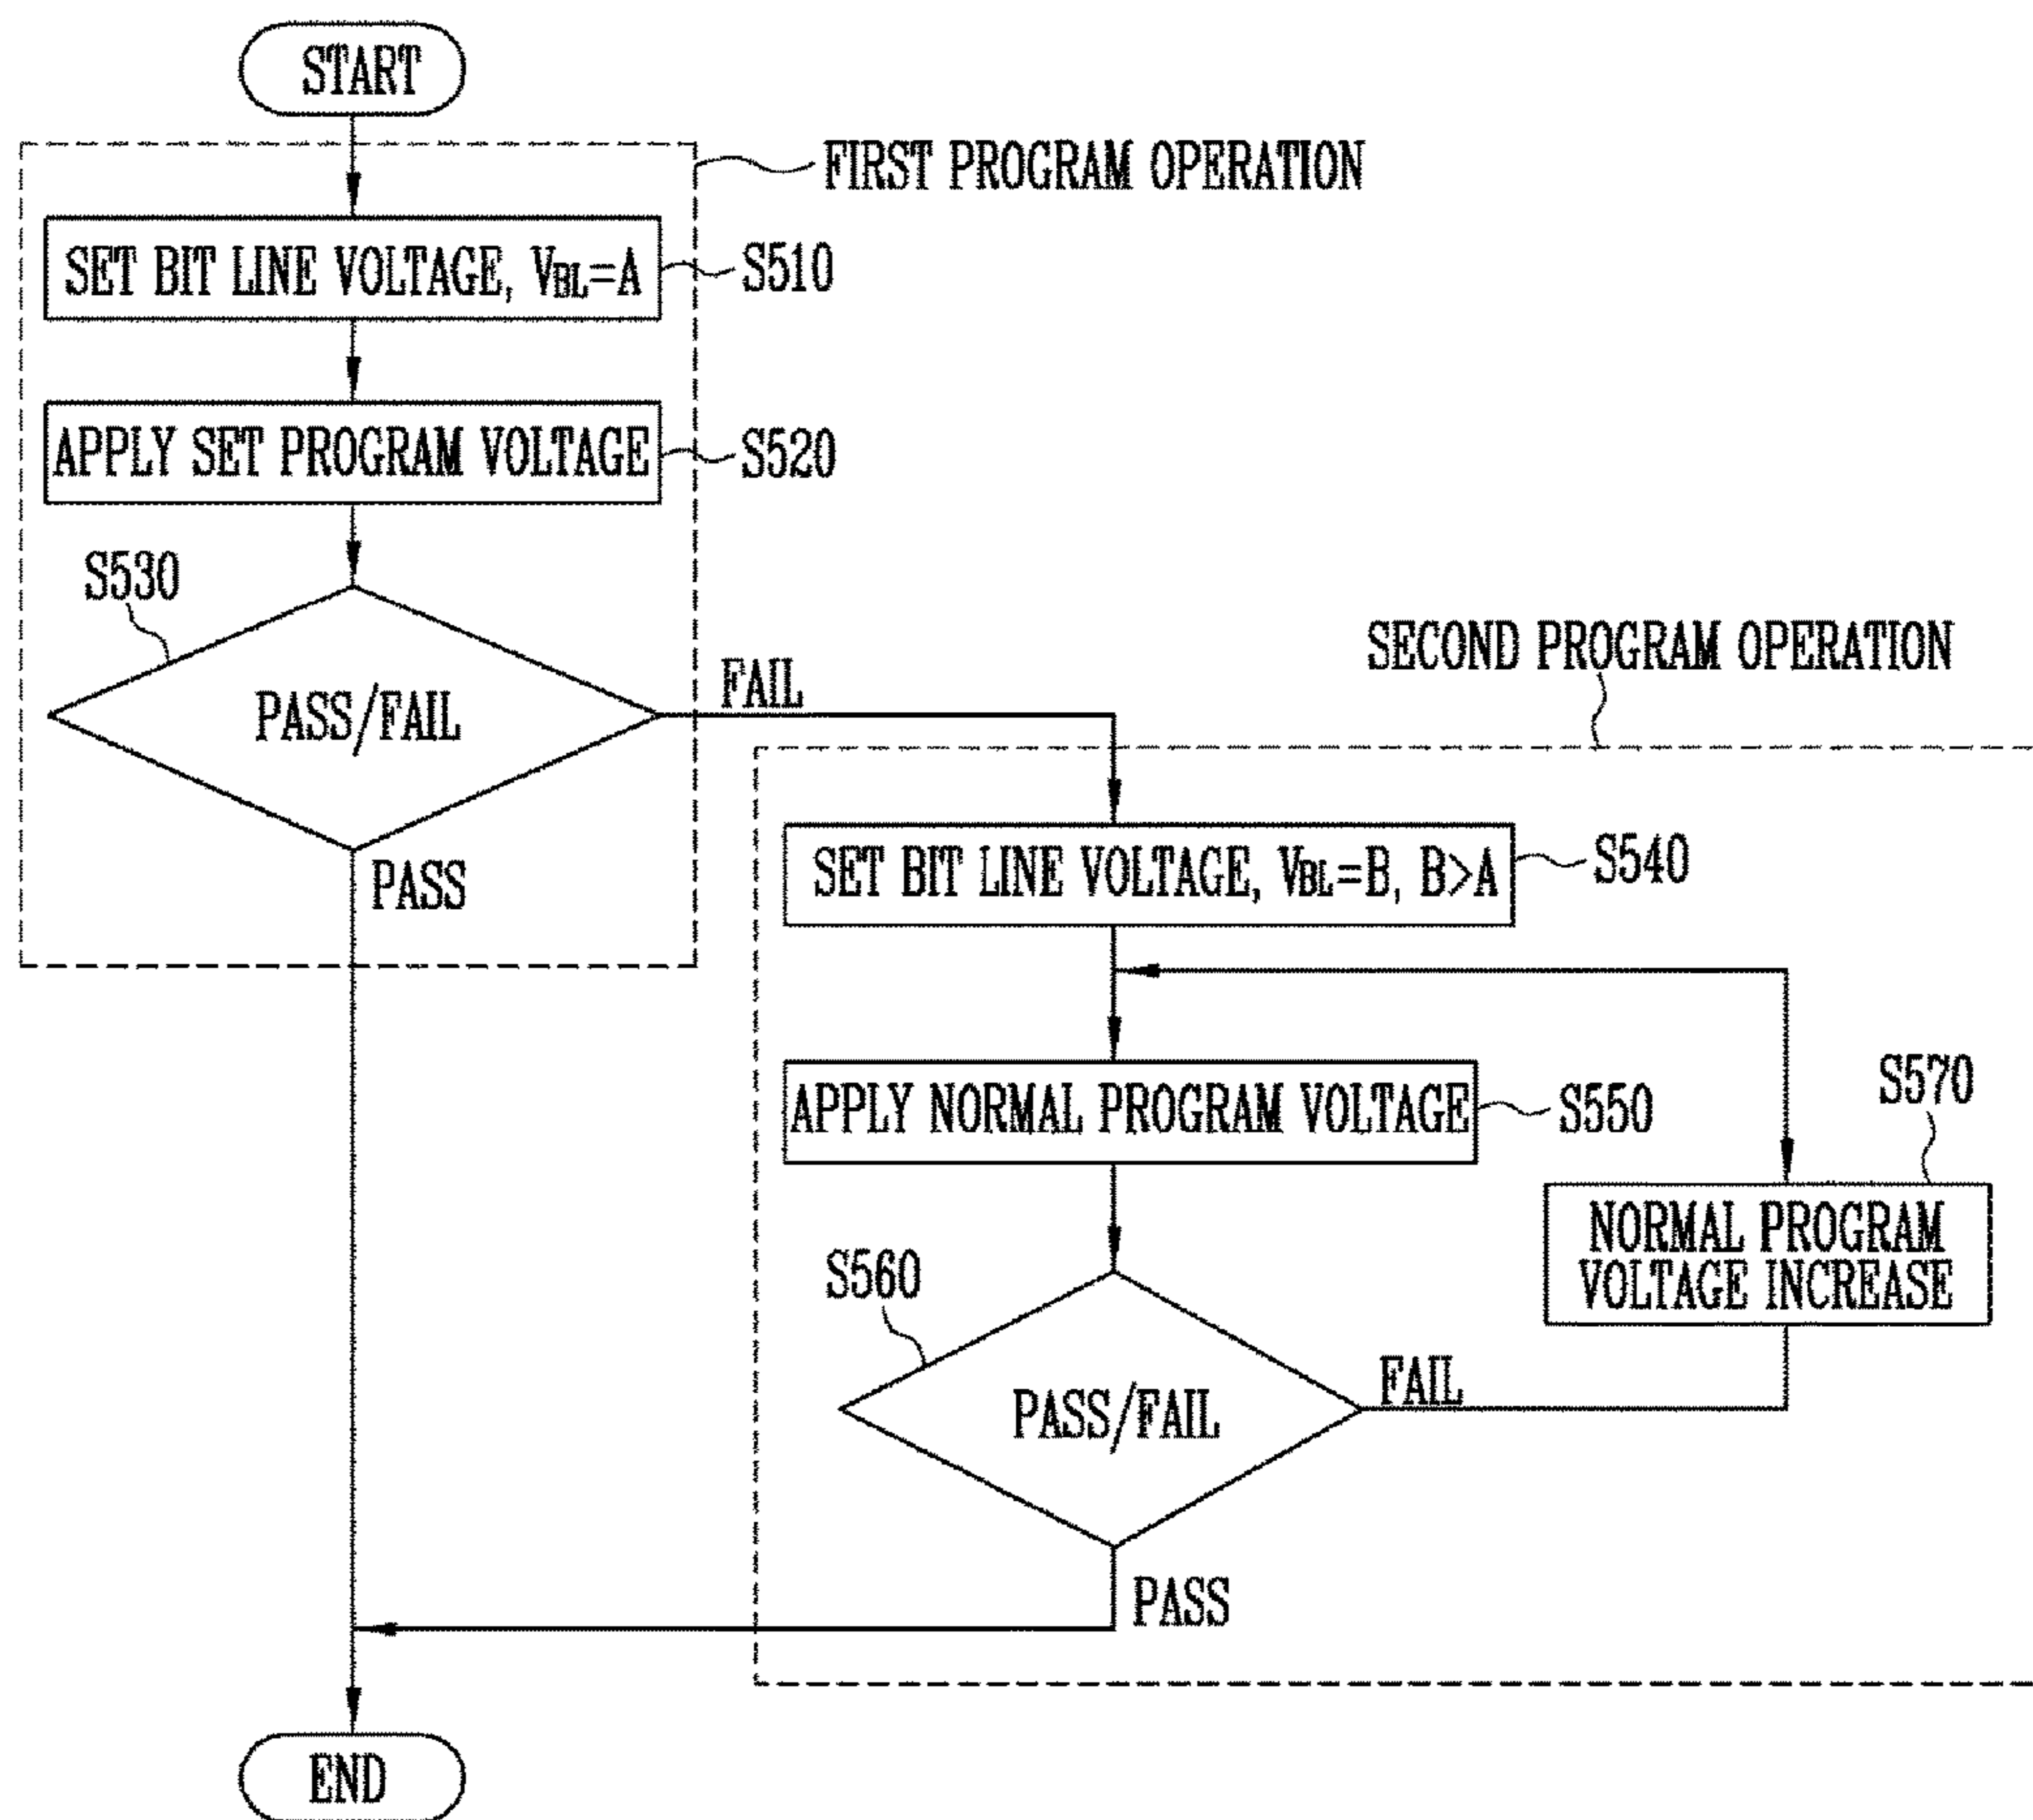 START
FIRST PROGRAM OPERATION
SET BIT LINE VOLTAGE, VBL=A
S510
APPLY SET PROGRAM VOLTAGE
S520
S530
PASS/FAIL
FAIL
PASS
SECOND PROGRAM OPERATION
SET BIT LINE VOLTAGE, VBL=B, B>A
S540
APPLY NORMAL PROGRAM VOLTAGE
S550
S570
NORMAL PROGRAM
VOLTAGE INCREASE
S560
PASS/FAIL
FAIL
PASS
END